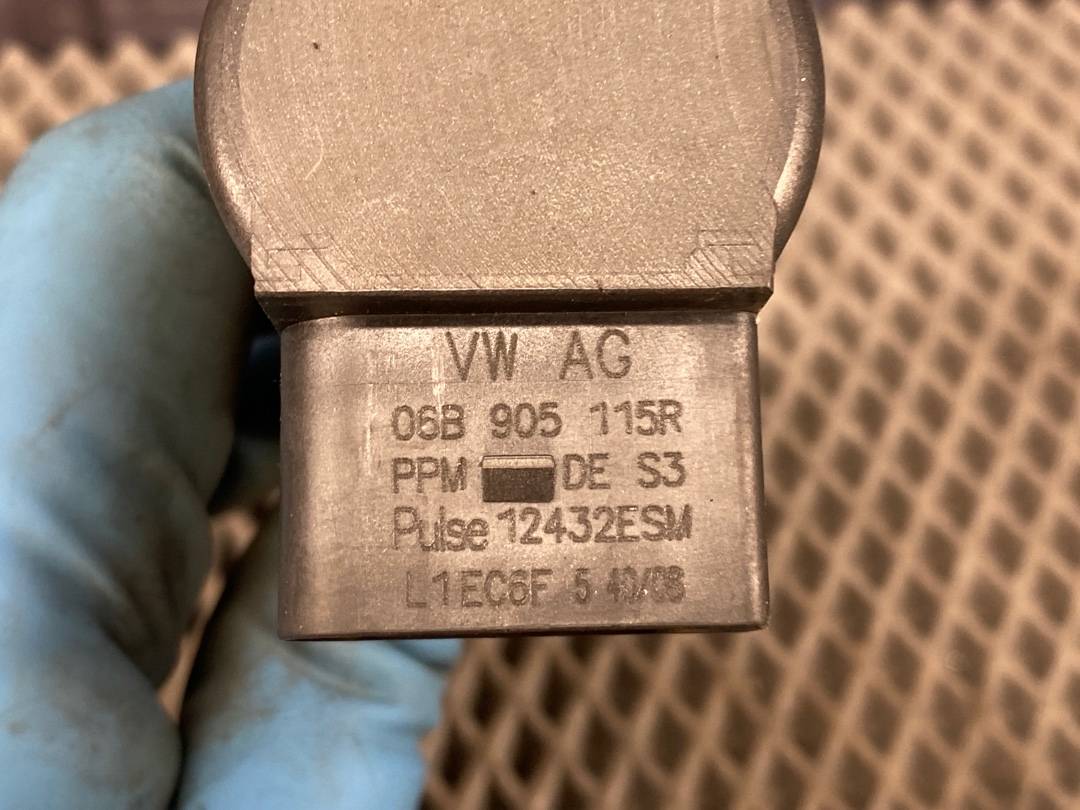 VW AG
06B 905 115R
PPM DE S3
Pulse 12432ESM
L1EC6F 5 40/08